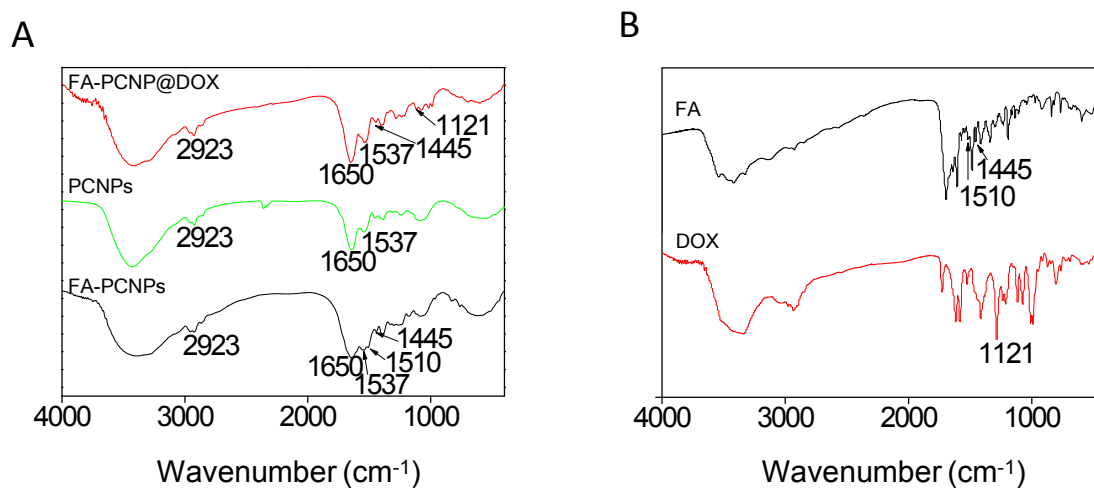 A
FA-PCNP@DOX
2923
1650
1537
1445
1121
PCNPs
2923
1650
1537
FA-PCNPs
2923
1650
1537
1510
1445
4000 3000 2000 1000
Wavenumber (cm-1)
B
FA
1445
1510
DOX
1121
4000 3000 2000 1000
Wavenumber (cm-1)